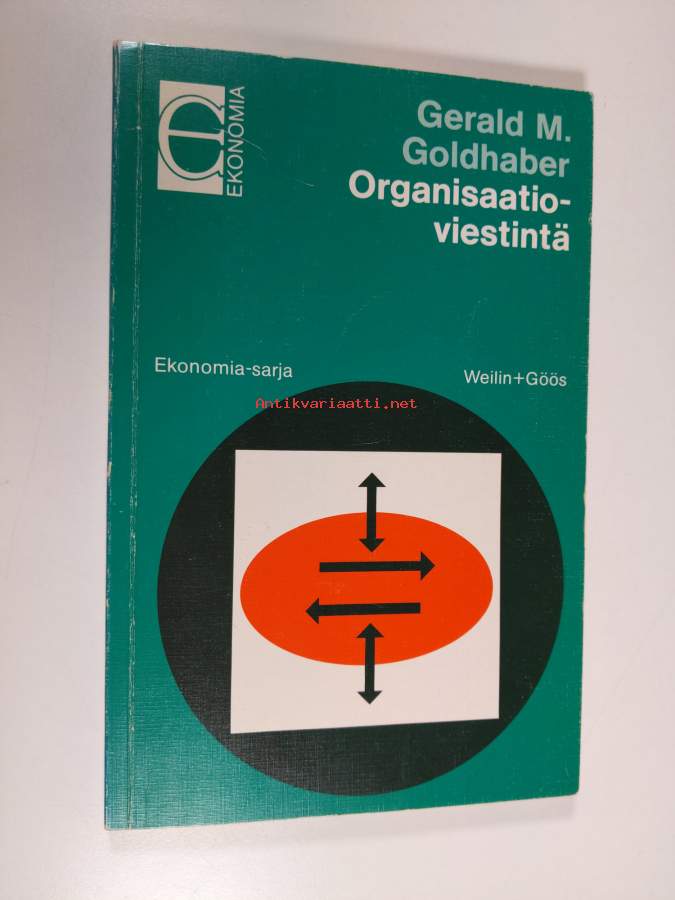 EKONOMIA
Gerald M.
Goldhaber
Organisaatio-
viestintä
Ekonomia-sarja
Weilin+Göös
Antikvariaatti.net